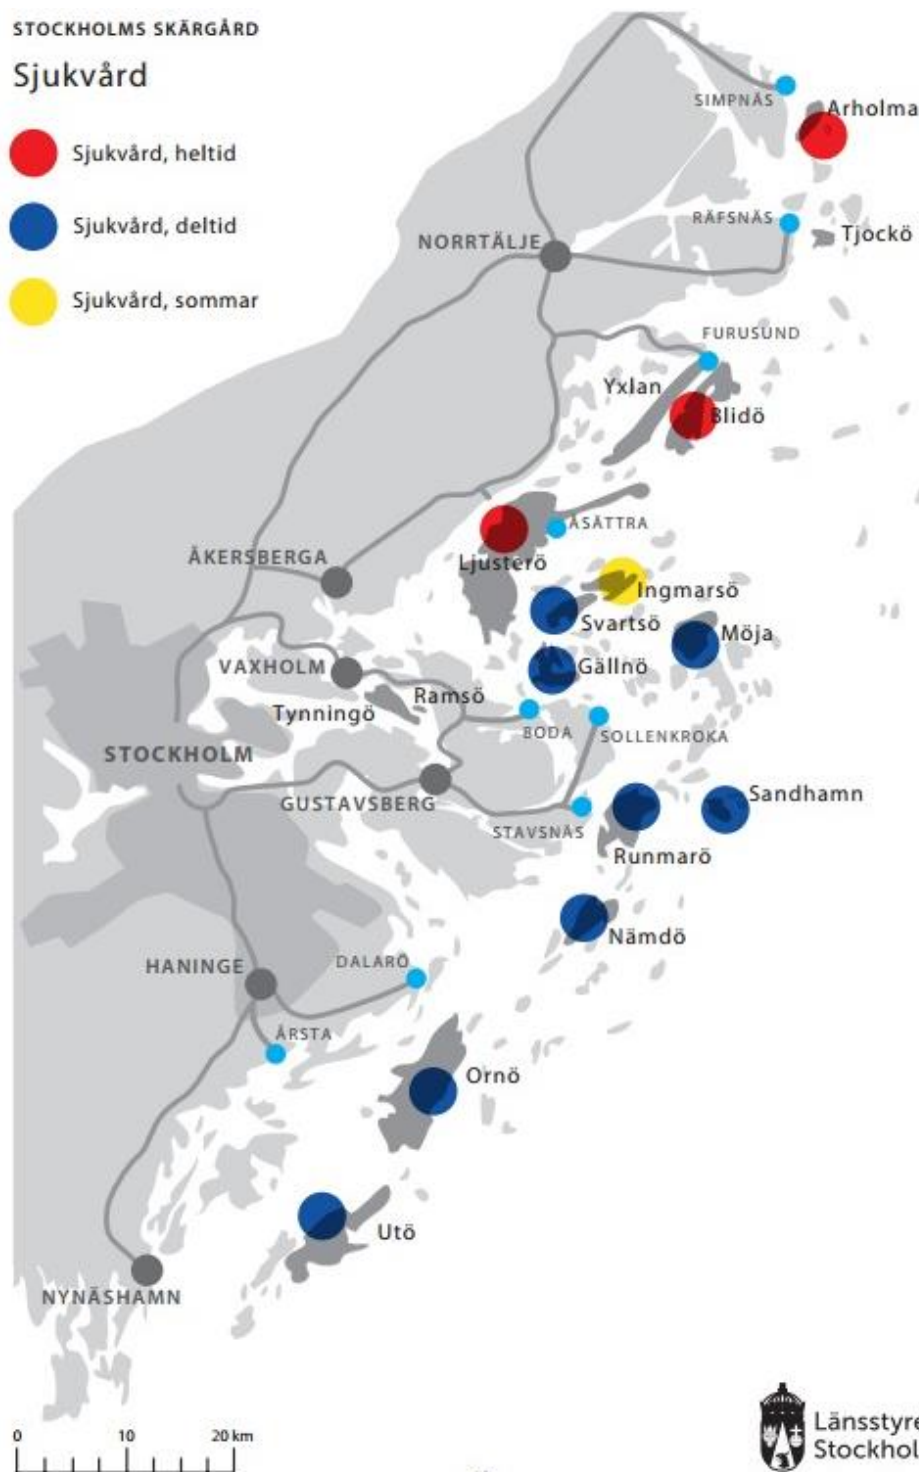 STOCKHOLMS SKÄRGÅRD
Sjukvård
Sjukvård, heltid
Sjukvård, deltid
Sjukvård, sommar
SIMPNÄS
Arholma
RÄFSNÄS
Tjockö
NORRTÄLJE
FURUSUND
Yxlan
Blidö
ÅSÄTTRA
ÅKERSBERGA
Ljusterö
Ingmarsö
Svartsö
Möja
VAXHOLM
Gällnö
Ramsö
Tynningö
BODA
SOLLENKROKA
STOCKHOLM
GUSTAVSBERG
Sandhamn
STAVSNÄS
Runmarö
Nämdö
HANINGE
DALARÖ
ÅRSTA
Ornö
Utö
NYNÄSHAMN
0 10 20 km
Länsstyre
Stockhol